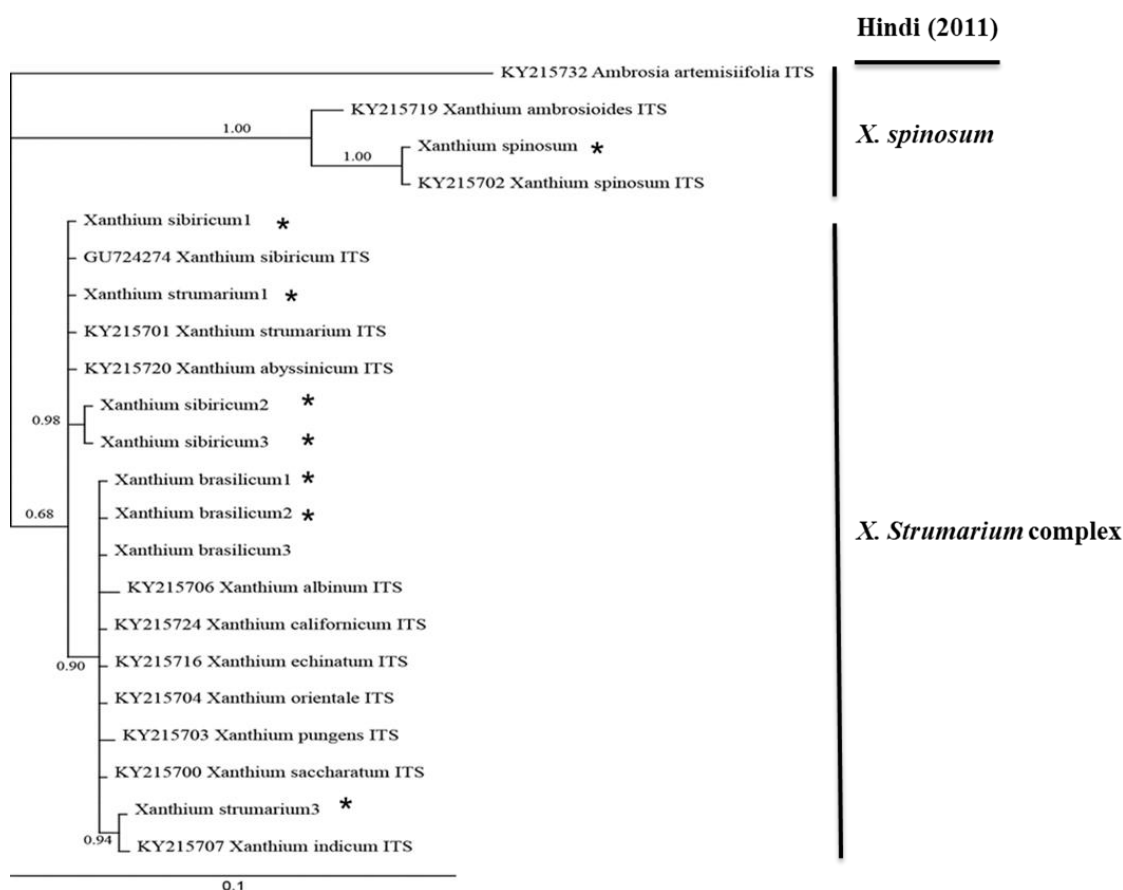 Hindi (2011)
KY215732 Ambrosia artemisiifolia ITS
KY215719 Xanthium ambrosioides ITS
1.00
X. spinosum
Xanthium spinosum *
1.00
KY215702 Xanthium spinosum ITS
Xanthium sibiricum1 *
GU724274 Xanthium sibiricum ITS
Xanthium strumarium1 *
KY215701 Xanthium strumarium ITS
KY215720 Xanthium abyssinicum ITS
Xanthium sibiricum2 *
0.98
Xanthium sibiricum3 *
Xanthium brasilicum1 *
0.68
Xanthium brasilicum2 *
X. Strumarium complex
Xanthium brasilicum3
KY215706 Xanthium albinum ITS
KY215724 Xanthium californicum ITS
KY215716 Xanthium echinatum ITS
0.90
KY215704 Xanthium orientale ITS
KY215703 Xanthium pungens ITS
KY215700 Xanthium saccharatum ITS
Xanthium strumarium3 *
0.94
KY215707 Xanthium indicum ITS
0.1